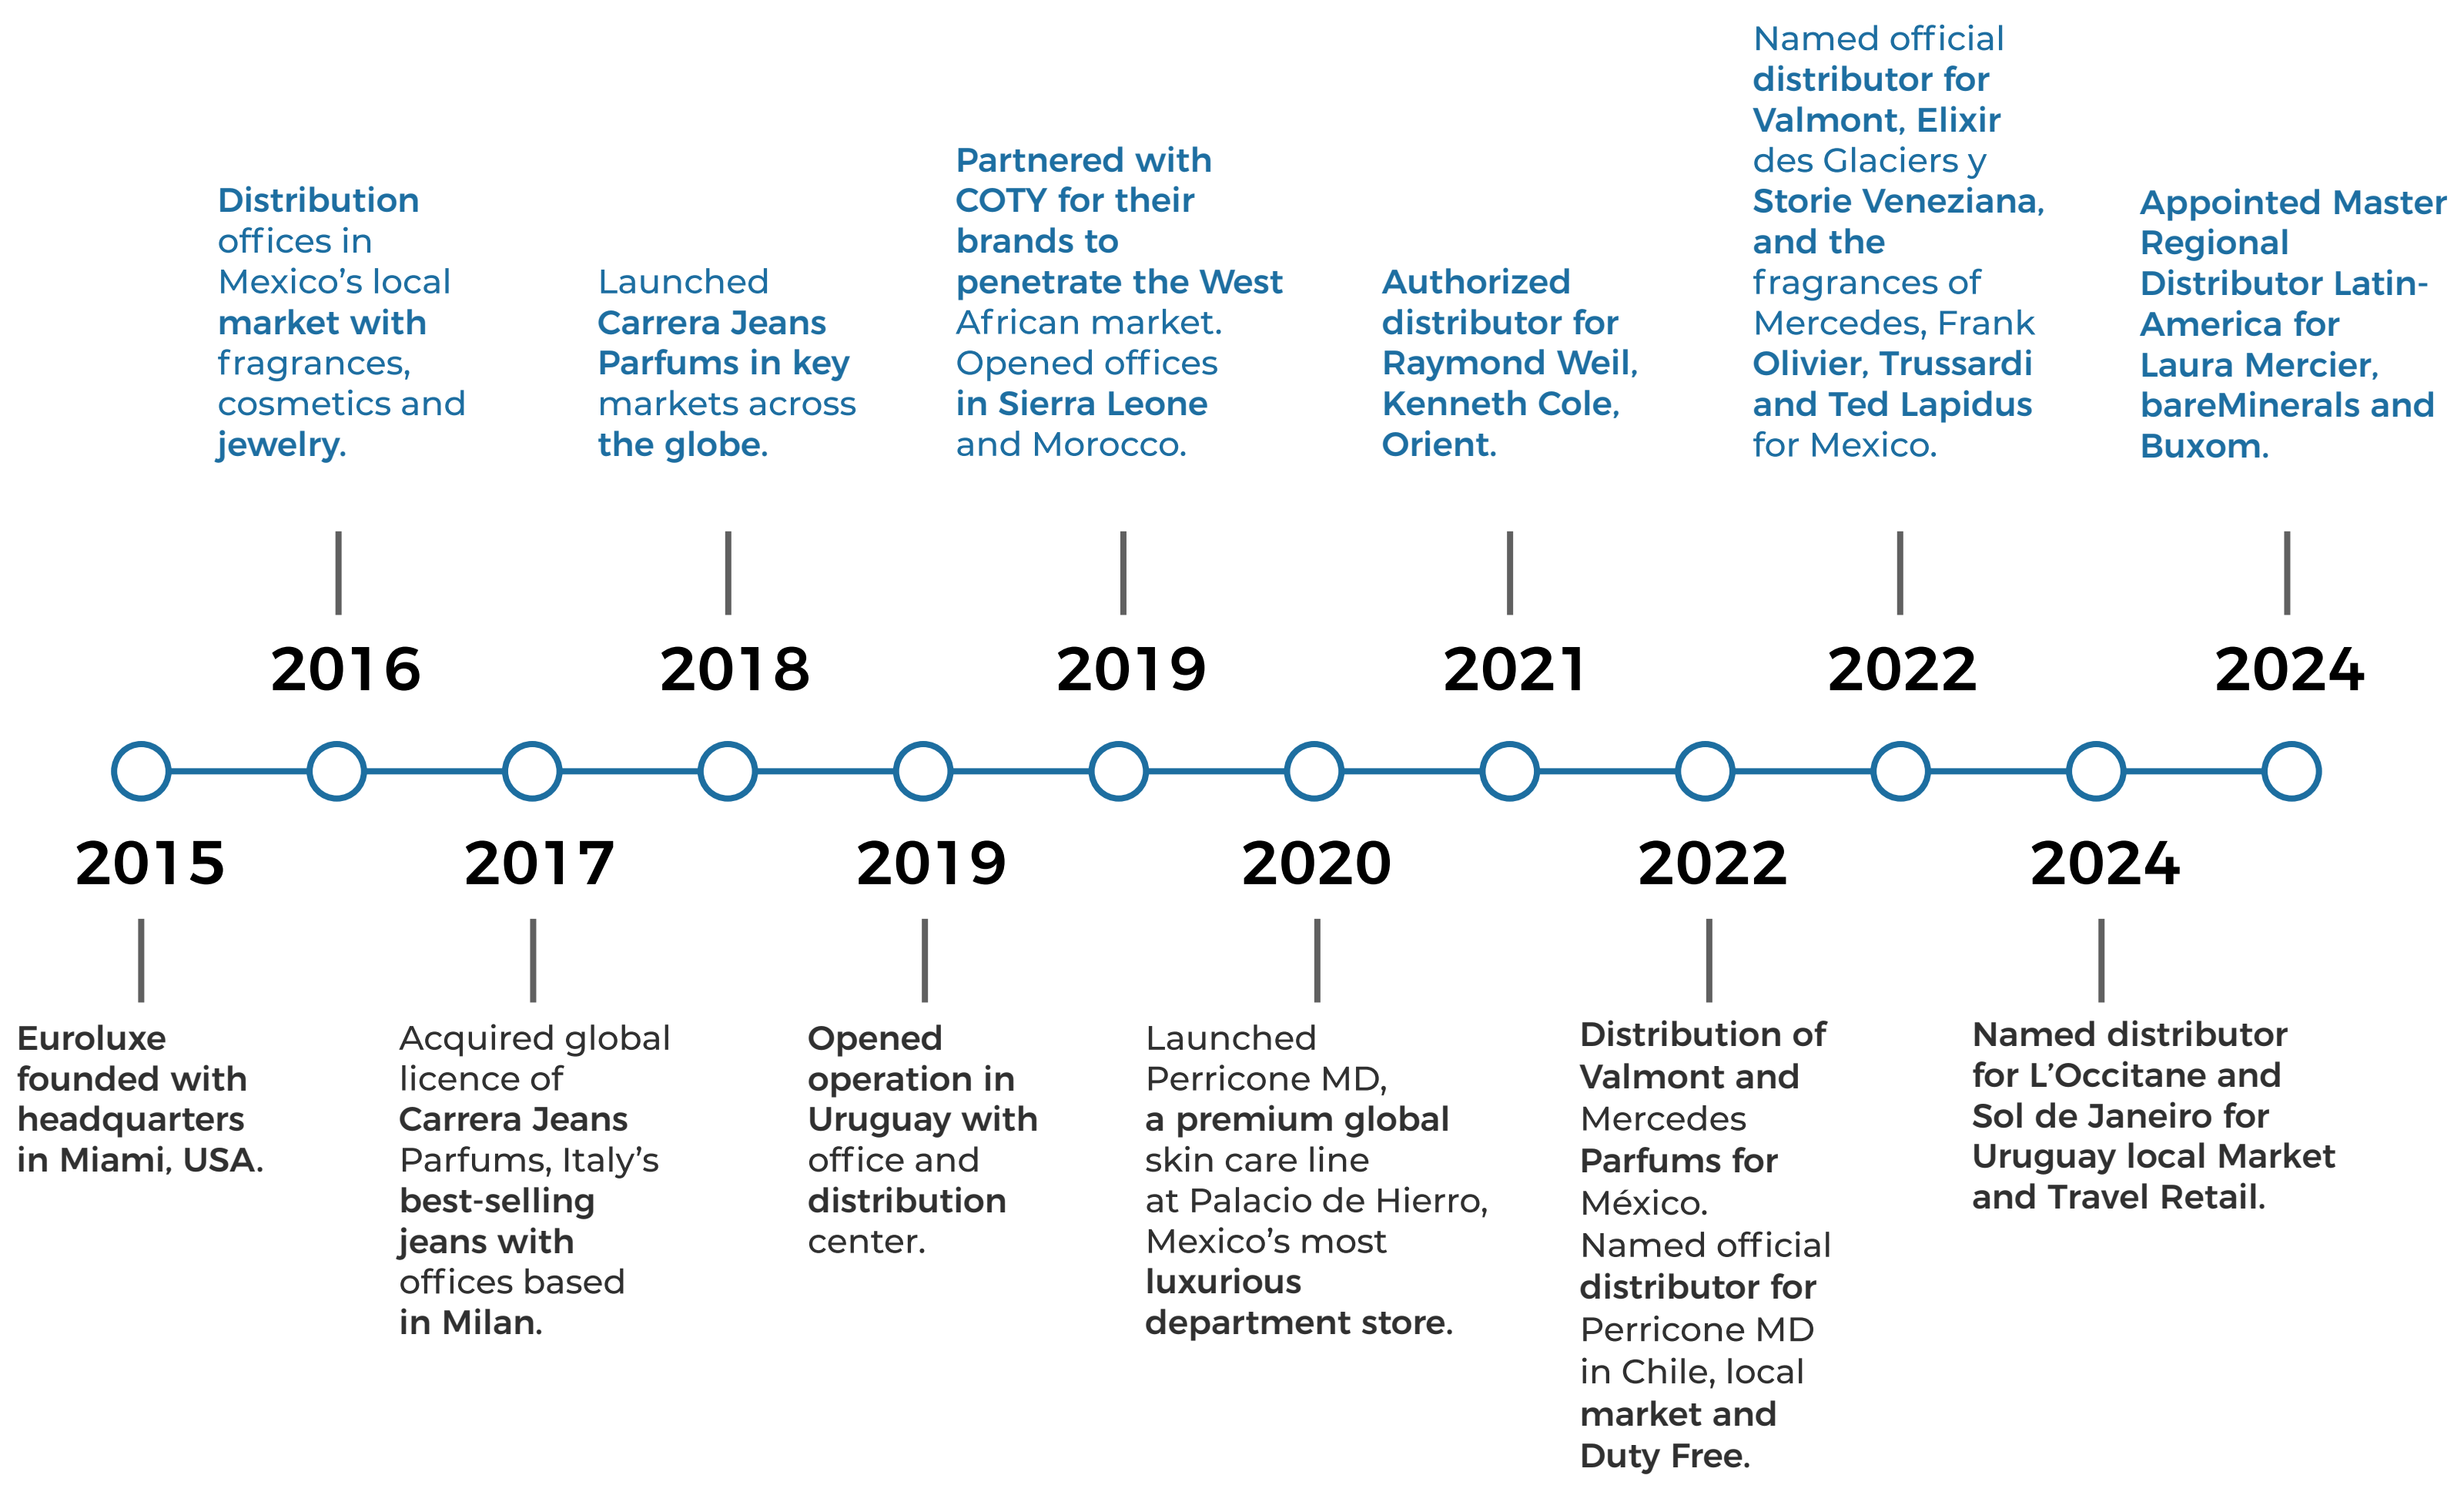 Distribution
offices in
Mexico’s local
market with
fragrances,
cosmetics and
jewelry.
Launched
Carrera Jeans
Parfums in key
markets across
the globe.
Partnered with
COTY for their
brands to
penetrate the West
African market.
Opened offices
in Sierra Leone
and Morocco.
Authorized
distributor for
Raymond Weil,
Kenneth Cole,
Orient.
Named official
distributor for
Valmont, Elixir
des Glaciers y
Storie Veneziana,
and the
fragrances of
Mercedes, Frank
Olivier, Trussardi
and Ted Lapidus
for Mexico.
Appointed Master
Regional
Distributor Latin-
America for
Laura Mercier,
bareMinerals and
Buxom.
2016
2018
2019
2021
2022
2024
2015
2017
2019
2020
2022
2024
Euroluxe
founded with
headquarters
in Miami, USA.
Acquired global
licence of
Carrera Jeans
Parfums, Italy’s
best-selling
jeans with
offices based
in Milan.
Opened
operation in
Uruguay with
office and
distribution
center.
Launched
Perricone MD,
a premium global
skin care line
at Palacio de Hierro,
Mexico’s most
luxurious
department store.
Distribution of
Valmont and
Mercedes
Parfums for
México.
Named official
distributor for
Perricone MD
in Chile, local
market and
Duty Free.
Named distributor
for L’Occitane and
Sol de Janeiro for
Uruguay local Market
and Travel Retail.